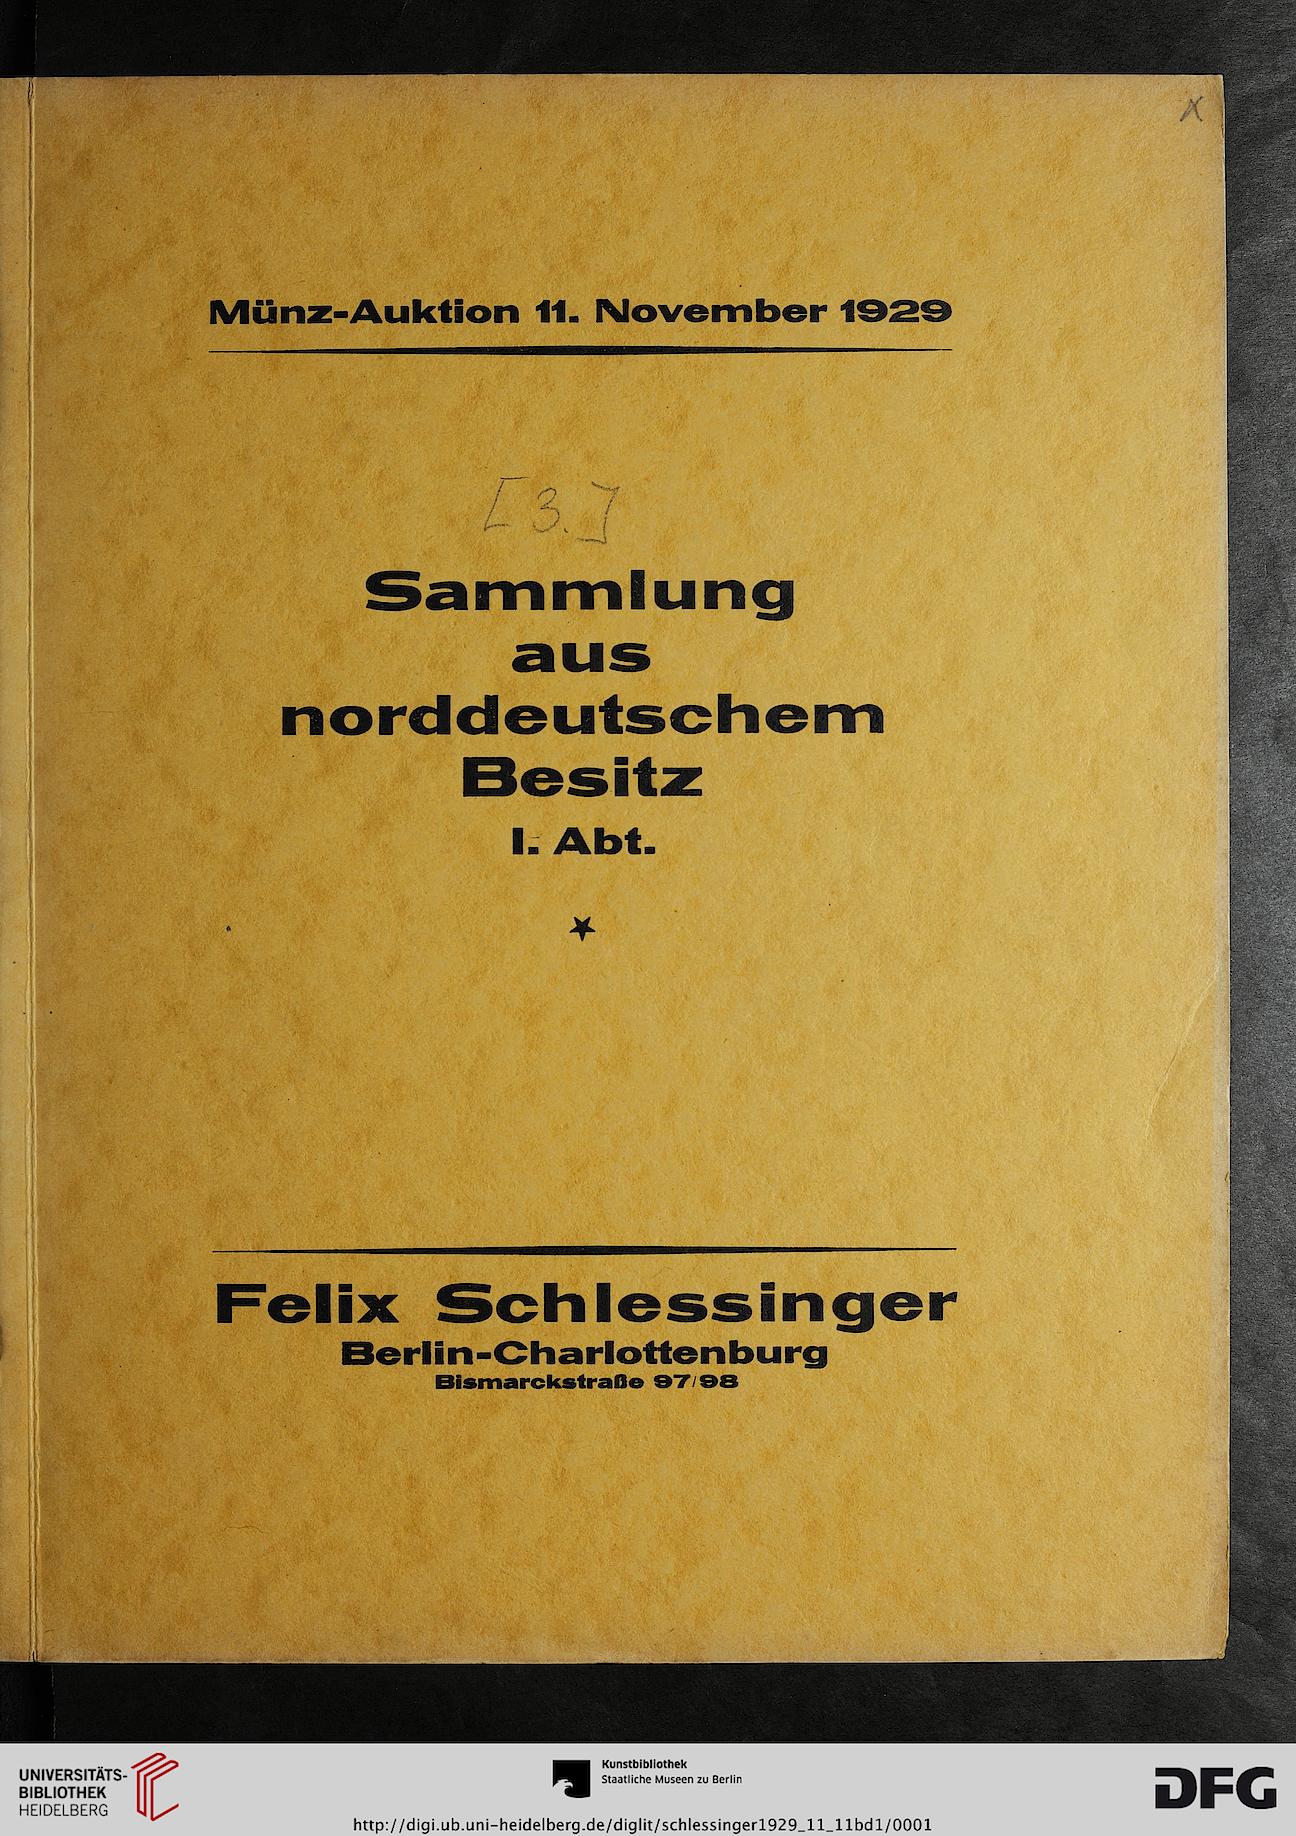 x
Münz-Auktion 11. November 1929
[3.]
Sammlung
aus
norddeutschem
Besitz
I. Abt.
Felix Schlessinger
Berlin-Charlottenburg
Bismarckstraße 97/98
UNIVERSITÄTS-
BIBLIOTHEK
HEIDELBERG
Kunstbibliothek
Staatliche Museen zu Berlin
http://digi.ub.uni-heidelberg.de/diglit/schlessinger1929_11_11bd1/0001
DFG